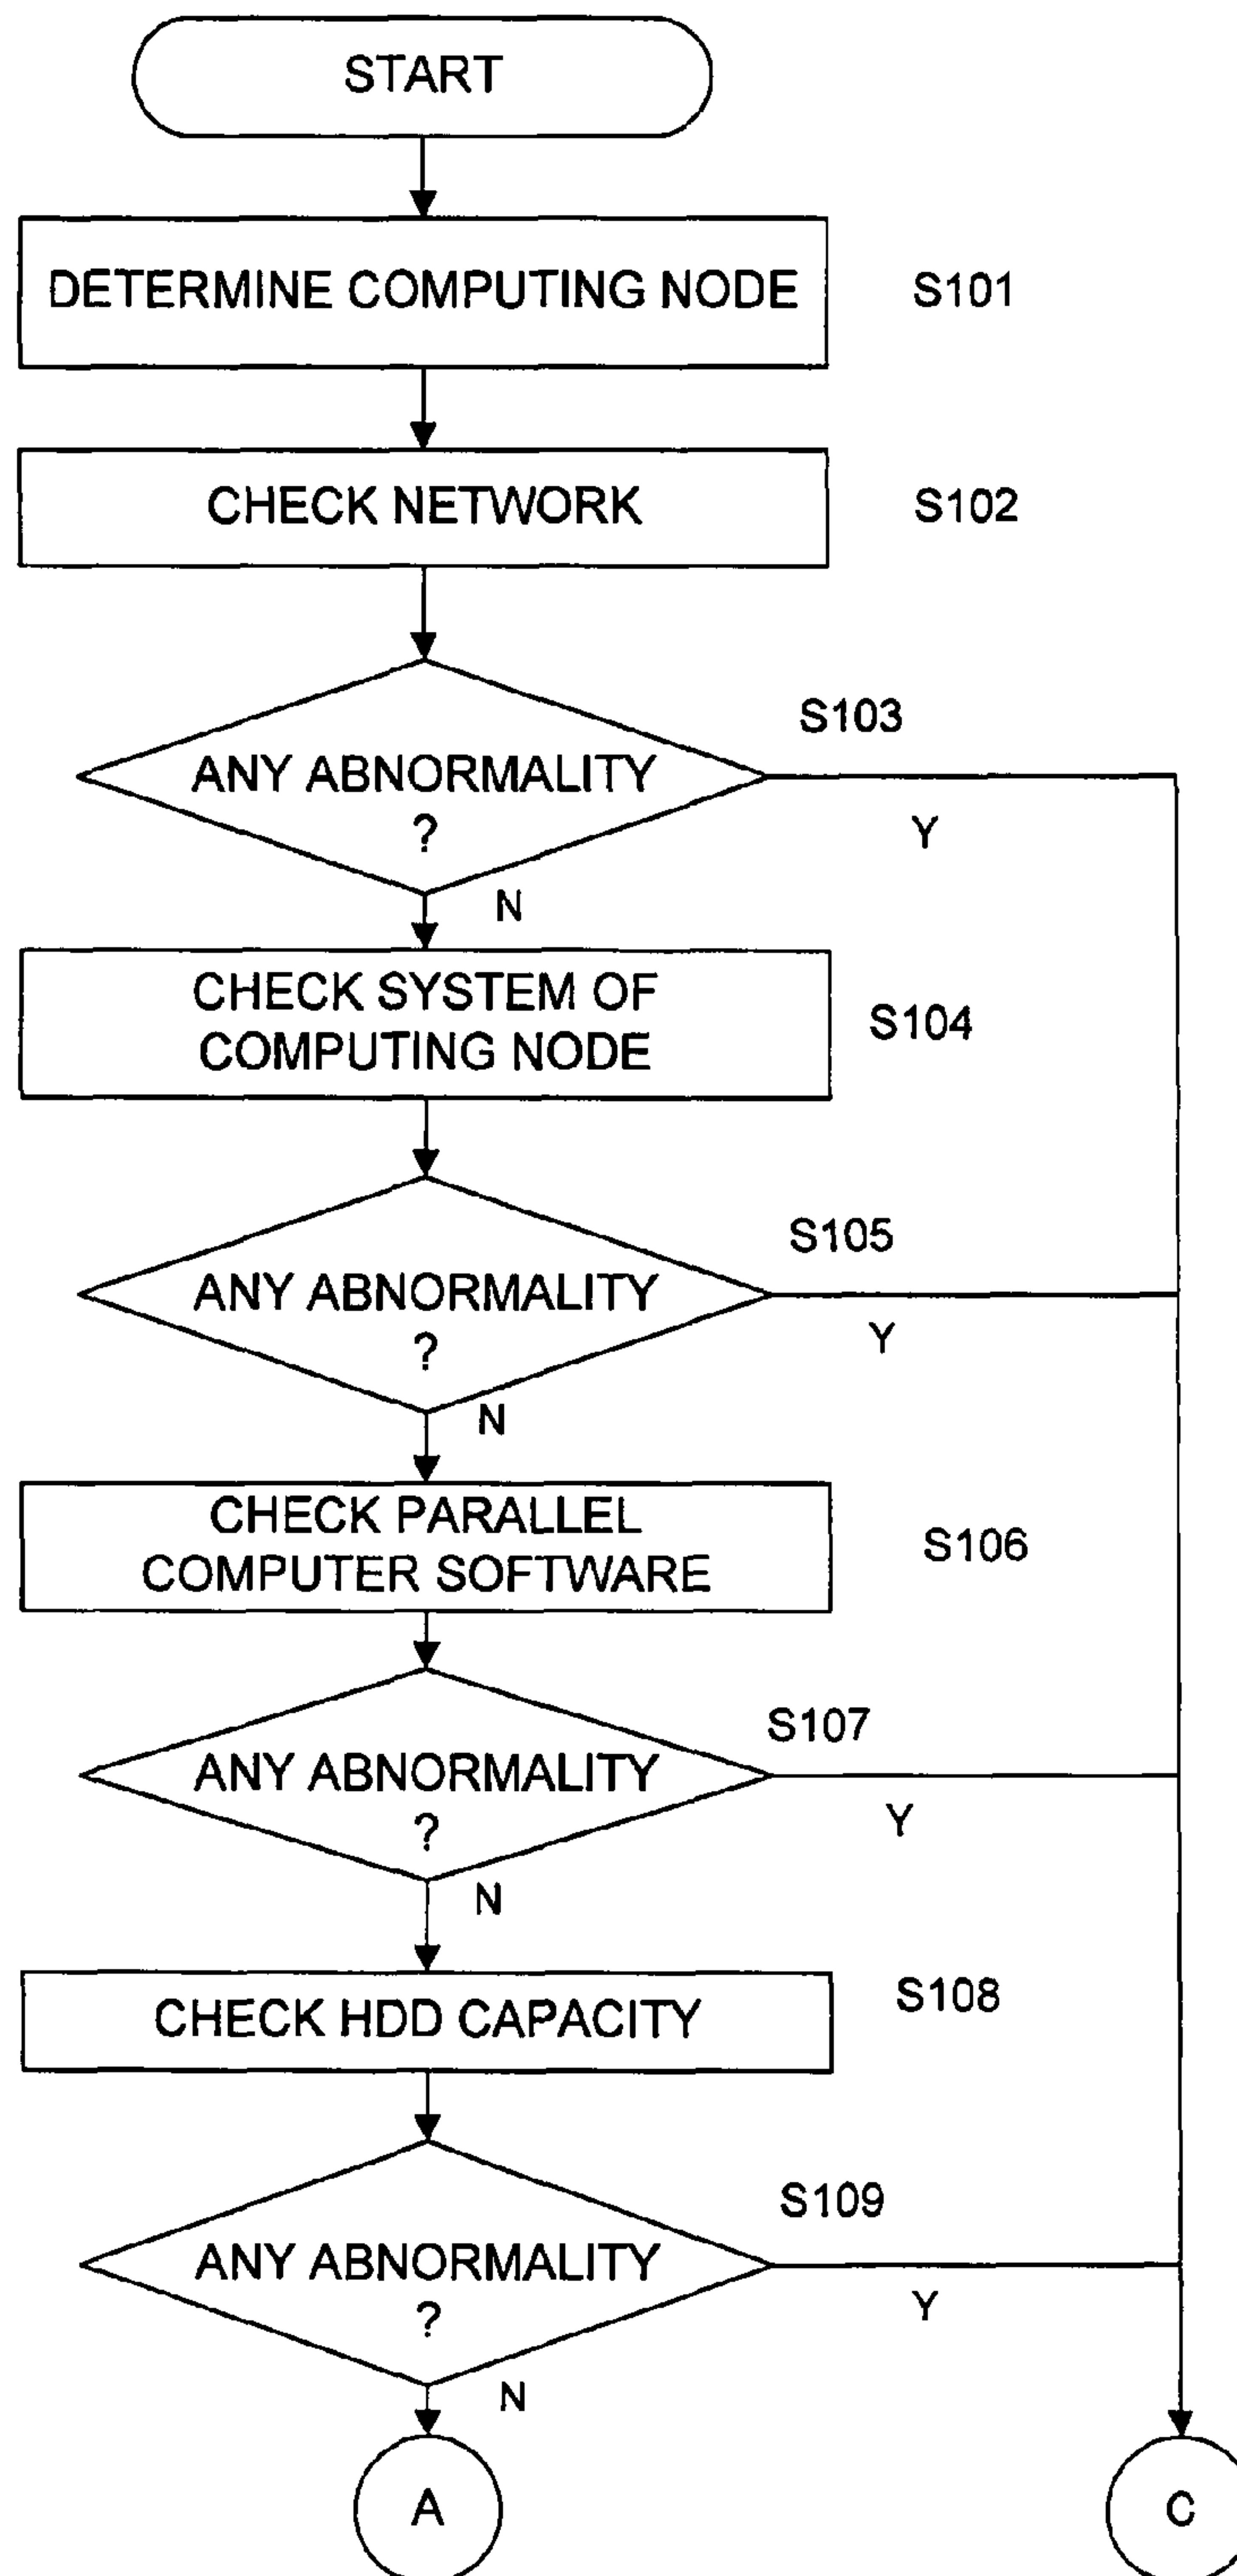 START
DETERMINE COMPUTING NODE
S101
CHECK NETWORK
S102
S103
ANY ABNORMALITY
?
Y
N
CHECK SYSTEM OF
COMPUTING NODE
S104
S105
ANY ABNORMALITY
?
Y
N
CHECK PARALLEL
COMPUTER SOFTWARE
S106
S107
ANY ABNORMALITY
?
Y
N
CHECK HDD CAPACITY
S108
S109
ANY ABNORMALITY
?
Y
N
A
C